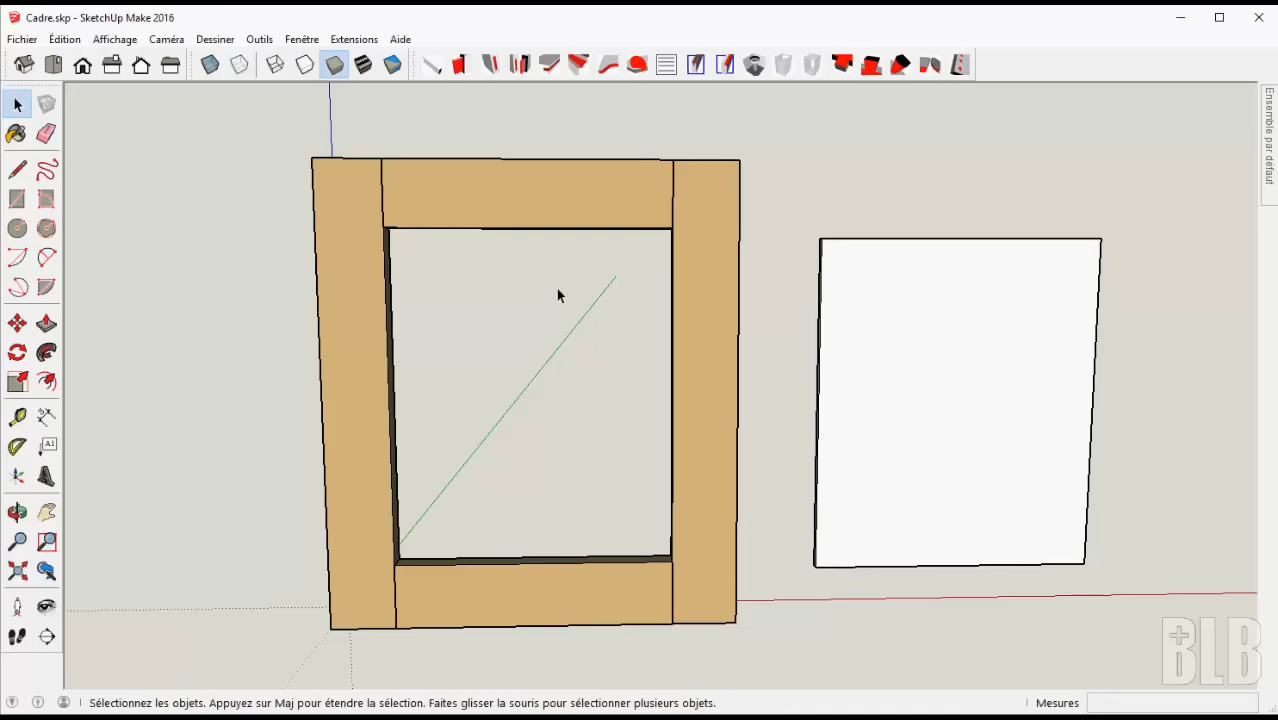 Cadre.skp - SketchUp Make 2016
Fichier Édition Affichage Caméra Dessiner Outils Fenêtre Extensions Aide
Ensemble par défaut
A1
BLB
Sélectionnez les objets. Appuyez sur Maj pour étendre la sélection. Faites glisser la souris pour sélectionner plusieurs objets.
Mesures